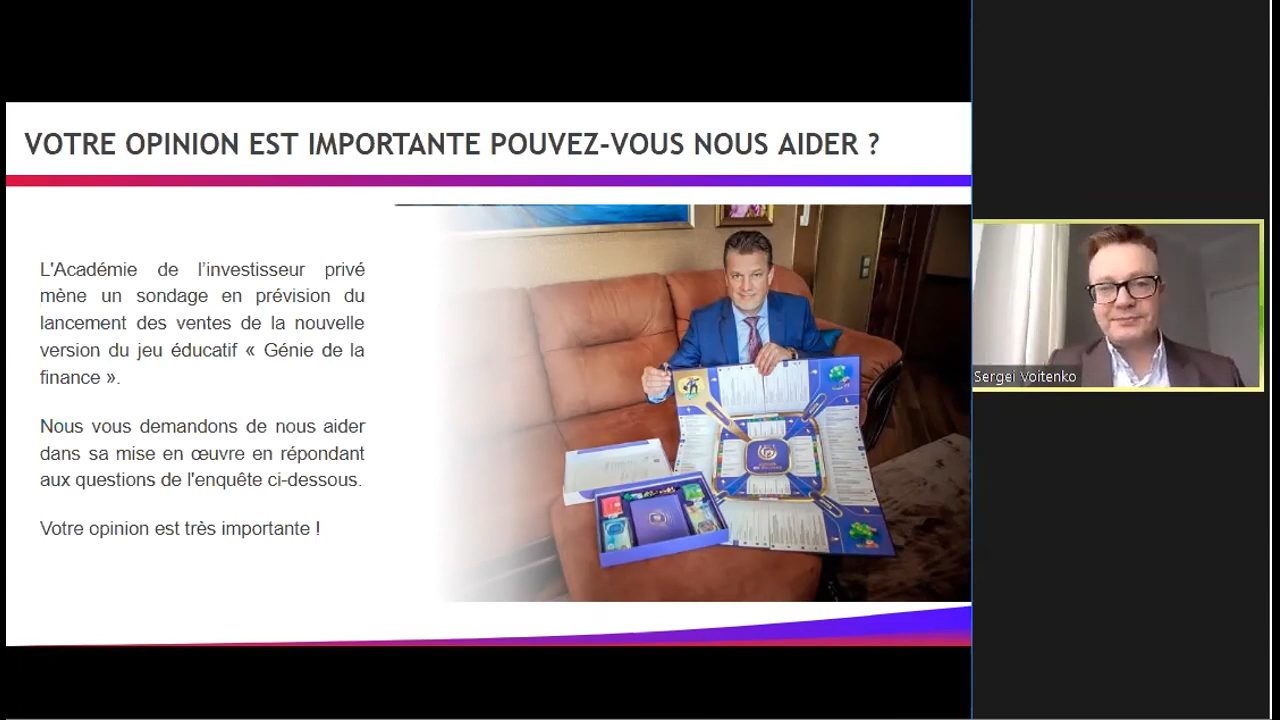 VOTRE OPINION EST IMPORTANTE POUVEZ-VOUS NOUS AIDER ?
L'Académie de l’investisseur privé
mène un sondage en prévision du
lancement des ventes de la nouvelle
version du jeu éducatif « Génie de la
finance ».
Nous vous demandons de nous aider
dans sa mise en œuvre en répondant
aux questions de l'enquête ci-dessous.
Votre opinion est très importante !
Sergei Voitenko